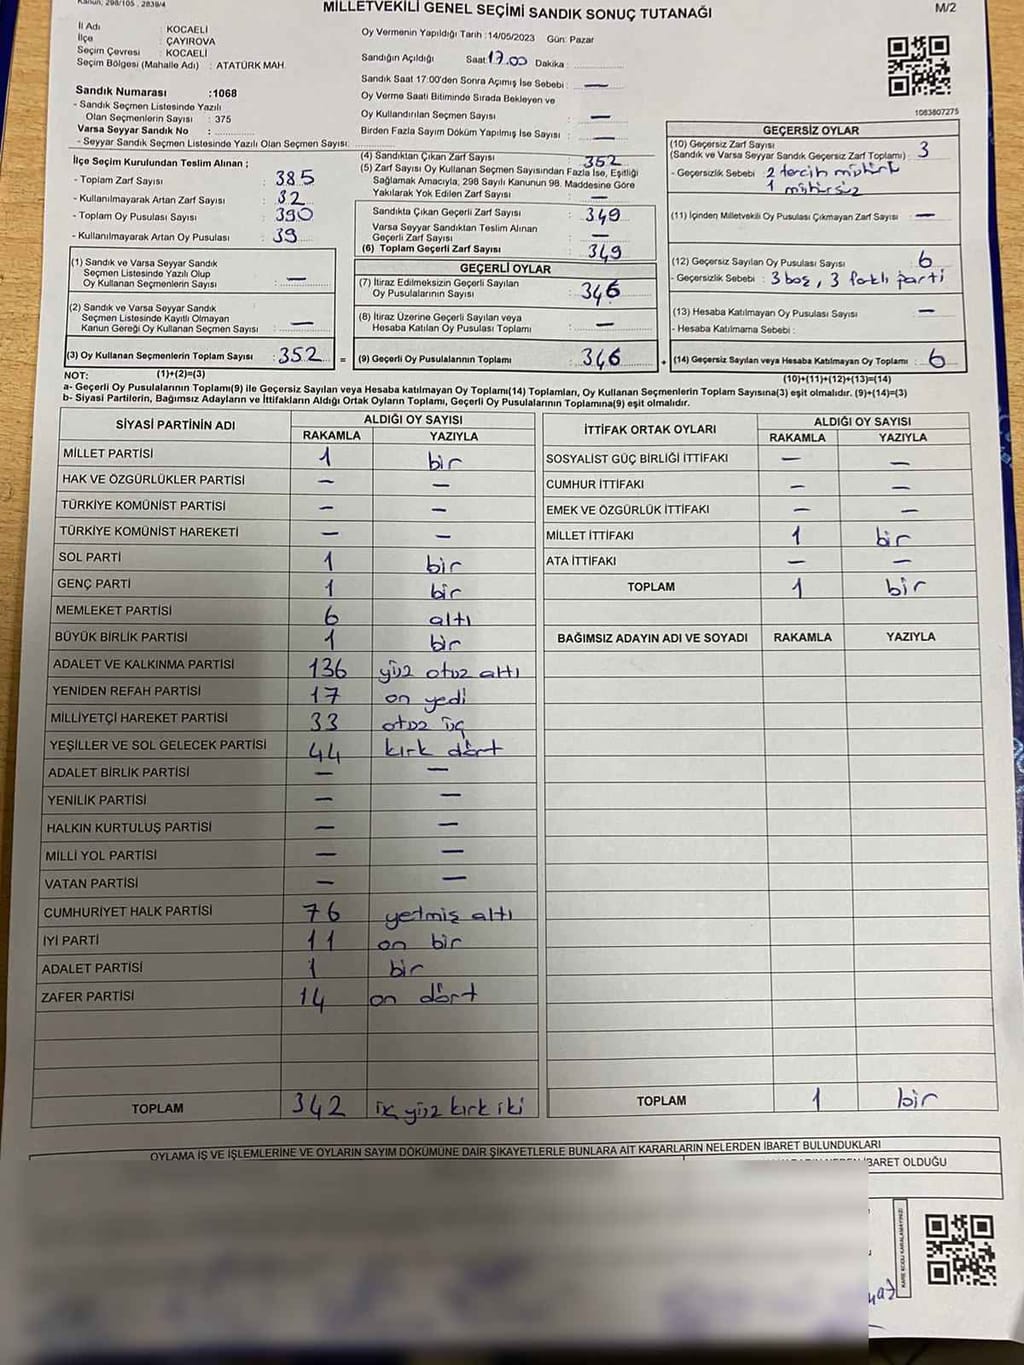 Kanun, 298/105 , 2839/4
MİLLETVEKİLİ GENEL SEÇİMİ SANDIK SONUÇ TUTANAĞI
M/2
İl Adı : KOCAELİ
İlçe : ÇAYIROVA
Seçim Çevresi : KOCAELİ
Seçim Bölgesi (Mahalle Adı) : ATATÜRK MAH.
Sandık Numarası :1068
- Sandık Seçmen Listesinde Yazılı
Olan Seçmenlerin Sayısı : 375
Varsa Seyyar Sandık No :
- Seyyar Sandık Seçmen Listesinde Yazılı Olan Seçmen Sayısı:
Oy Vermenin Yapıldığı Tarih :14/05/2023 Gün: Pazar
Sandığın Açıldığı Saat: 17.00 Dakika :
Sandık Saat 17:00'den Sonra Açımış İse Sebebi : —
Oy Verme Saati Bitiminde Sırada Bekleyen ve
Oy Kullandırılan Seçmen Sayısı : —
Birden Fazla Sayım Döküm Yapılmış İse Sayısı : —
1083807275
İlçe Seçim Kurulundan Teslim Alınan ;
- Toplam Zarf Sayısı : 385
- Kullanılmayarak Artan Zarf Sayısı : 32
- Toplam Oy Pusulası Sayısı : 390
- Kullanılmayarak Artan Oy Pusulası : 39
(1) Sandık ve Varsa Seyyar Sandık
Seçmen Listesinde Yazılı Olup
Oy Kullanan Seçmenlerin Sayısı : —
(2) Sandık ve Varsa Seyyar Sandık
Seçmen Listesinde Kayıtlı Olmayan
Kanun Gereği Oy Kullanan Seçmen Sayısı : —
(3) Oy Kullanan Seçmenlerin Toplam Sayısı : 352 =
(4) Sandıktan Çıkan Zarf Sayısı : 352
(5) Zarf Sayısı Oy Kullanan Seçmen Sayısından Fazla İse, Eşitliği
Sağlamak Amacıyla, 298 Sayılı Kanunun 98. Maddesine Göre
Yakılarak Yok Edilen Zarf Sayısı : —
Sandıkta Çıkan Geçerli Zarf Sayısı : 349
Varsa Seyyar Sandıktan Teslim Alınan
Geçerli Zarf Sayısı : —
(6) Toplam Geçerli Zarf Sayısı : 349
GEÇERLİ OYLAR
(7) İtiraz Edilmeksizin Geçerli Sayılan
Oy Pusulalarının Sayısı : 346
(8) İtiraz Üzerine Geçerli Sayılan veya
Hesaba Katılan Oy Pusulası Toplamı : —
(9) Geçerli Oy Pusulalarının Toplamı : 346 +
GEÇERSİZ OYLAR
(10) Geçersiz Zarf Sayısı
(Sandık ve Varsa Seyyar Sandık Geçersiz Zarf Toplamı) : 3
- Geçersizlik Sebebi : 2 tercih mühürlü
1 mühürsüz
(11) İçinden Milletvekili Oy Pusulası Çıkmayan Zarf Sayısı : —
(12) Geçersiz Sayılan Oy Pusulası Sayısı : 6
- Geçersizlik Sebebi : 3 boş, 3 farklı parti
(13) Hesaba Katılmayan Oy Pusulası Sayısı : —
- Hesaba Katılmama Sebebi :
(14) Geçersiz Sayılan veya Hesaba Katılmayan Oy Toplamı : 6
NOT: (1)+(2)=(3)
(10)+(11)+(12)+(13)=(14)
a- Geçerli Oy Pusulalarının Toplamı(9) ile Geçersiz Sayılan veya Hesaba katılmayan Oy Toplamı(14) Toplamları, Oy Kullanan Seçmenlerin Toplam Sayısına(3) eşit olmalıdır. (9)+(14)=(3)
b- Siyasi Partilerin, Bağımsız Adayların ve İttifakların Aldığı Ortak Oyların Toplamı, Geçerli Oy Pusulalarının Toplamına(9) eşit olmalıdır.
SİYASİ PARTİNİN ADI ALDIĞI OY SAYISI
RAKAMLA YAZIYLA
MİLLET PARTİSİ 1 bir
HAK VE ÖZGÜRLÜKLER PARTİSİ — —
TÜRKİYE KOMÜNİST PARTİSİ — —
TÜRKİYE KOMÜNİST HAREKETİ — —
SOL PARTİ 1 bir
GENÇ PARTİ 1 bir
MEMLEKET PARTİSİ 6 altı
BÜYÜK BİRLİK PARTİSİ 1 bir
ADALET VE KALKINMA PARTİSİ 136 yüz otuz altı
YENİDEN REFAH PARTİSİ 17 on yedi
MİLLİYETÇİ HAREKET PARTİSİ 33 otuz üç
YEŞİLLER VE SOL GELECEK PARTİSİ 44 kırk dört
ADALET BİRLİK PARTİSİ — —
YENİLİK PARTİSİ — —
HALKIN KURTULUŞ PARTİSİ — —
MİLLİ YOL PARTİSİ — —
VATAN PARTİSİ — —
CUMHURİYET HALK PARTİSİ 76 yetmiş altı
İYİ PARTİ 11 on bir
ADALET PARTİSİ 1 bir
ZAFER PARTİSİ 14 on dört
TOPLAM 342 üç yüz kırk iki
İTTİFAK ORTAK OYLARI ALDIĞI OY SAYISI
RAKAMLA YAZIYLA
SOSYALİST GÜÇ BİRLİĞİ İTTİFAKI — —
CUMHUR İTTİFAKI — —
EMEK VE ÖZGÜRLÜK İTTİFAKI — —
MİLLET İTTİFAKI 1 bir
ATA İTTİFAKI — —
TOPLAM 1 bir
BAĞIMSIZ ADAYIN ADI VE SOYADI RAKAMLA YAZIYLA
TOPLAM 1 bir
OYLAMA İŞ VE İŞLEMLERİNE VE OYLARIN SAYIM DÖKÜMÜNE DAİR ŞİKAYETLERLE BUNLARA AİT KARARLARIN NELERDEN İBARET BULUNDUKLARI
İBARET OLDUĞU
KARE KODU KARALAMAYINIZ!